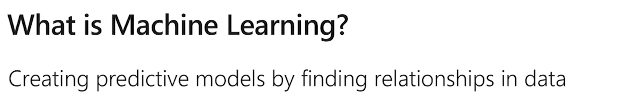 What is Machine Learning?
Creating predictive models by finding relationships in data